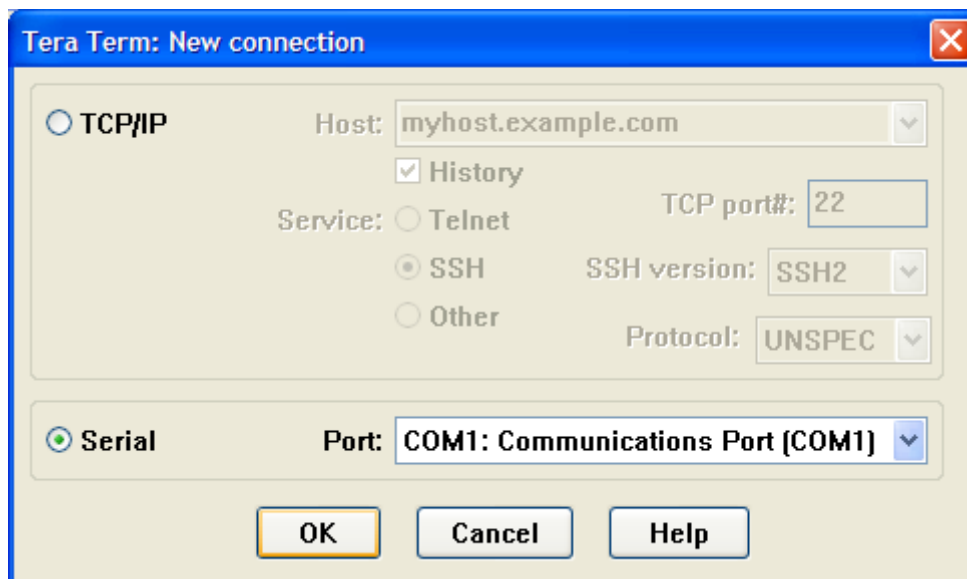 Tera Term: New connection
TCP/IP Host: myhost.example.com
History
Service: Telnet TCP port#: 22
SSH SSH version: SSH2
Other Protocol: UNSPEC
Serial Port: COM1: Communications Port (COM1)
OK Cancel Help